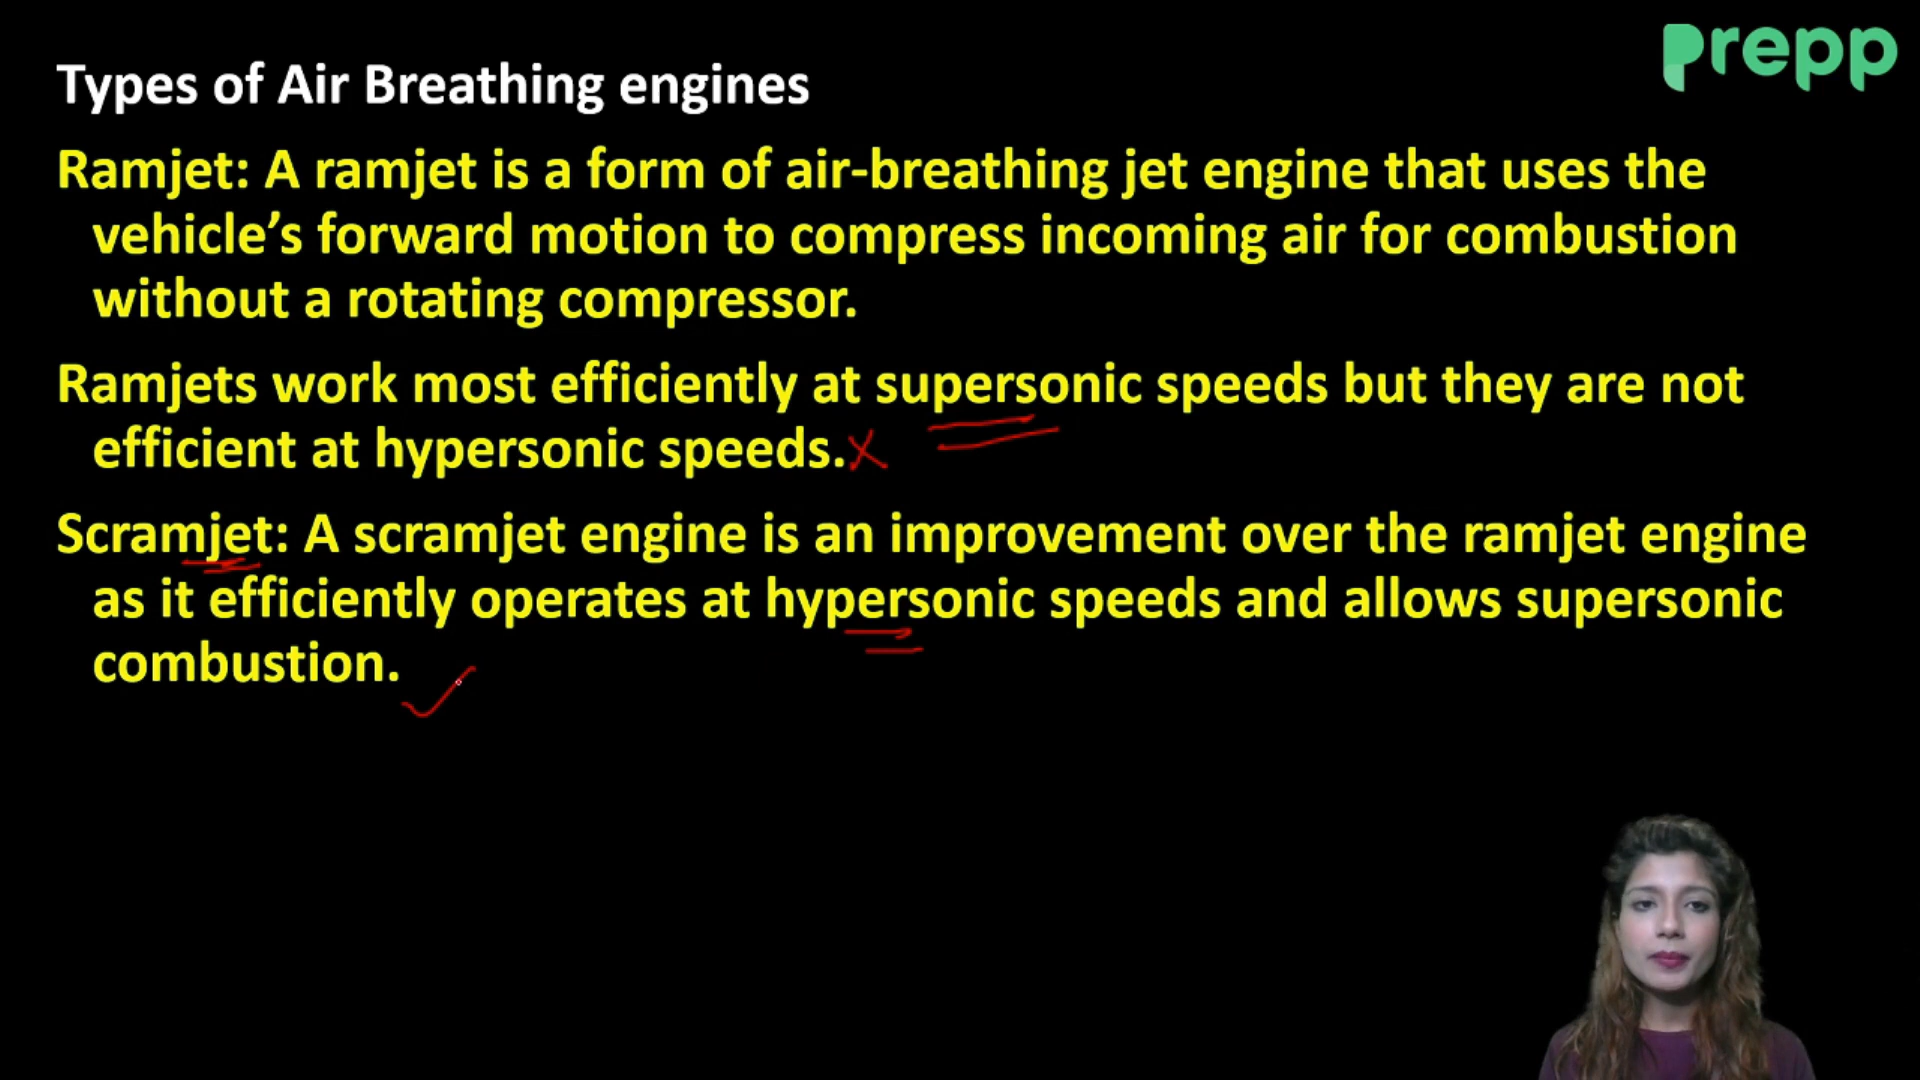 prepp
Types of Air Breathing engines
Ramjet: A ramjet is a form of air-breathing jet engine that uses the
vehicle’s forward motion to compress incoming air for combustion
without a rotating compressor.
Ramjets work most efficiently at supersonic speeds but they are not
efficient at hypersonic speeds.
Scramjet: A scramjet engine is an improvement over the ramjet engine
as it efficiently operates at hypersonic speeds and allows supersonic
combustion.